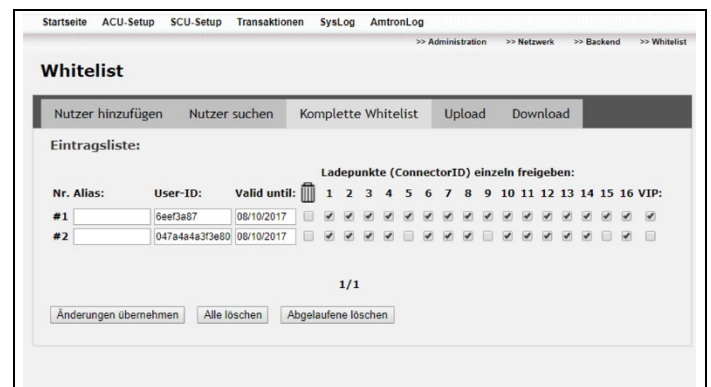 Startseite ACU-Setup SCU-Setup Transaktionen SysLog AmtronLog
>> Administration >> Netzwerk >> Backend >> Whitelist
Whitelist
Nutzer hinzufügen Nutzer suchen Komplette Whitelist Upload Download
Eintragsliste:
Ladepunkte (ConnectorID) einzeln freigeben:
Nr. Alias: User-ID: Valid until: 1 2 3 4 5 6 7 8 9 10 11 12 13 14 15 16 VIP:
#1 6eef3a87 08/10/2017
#2 047a4a4a3f3e80 08/10/2017
1/1
Änderungen übernehmen Alle löschen Abgelaufene löschen